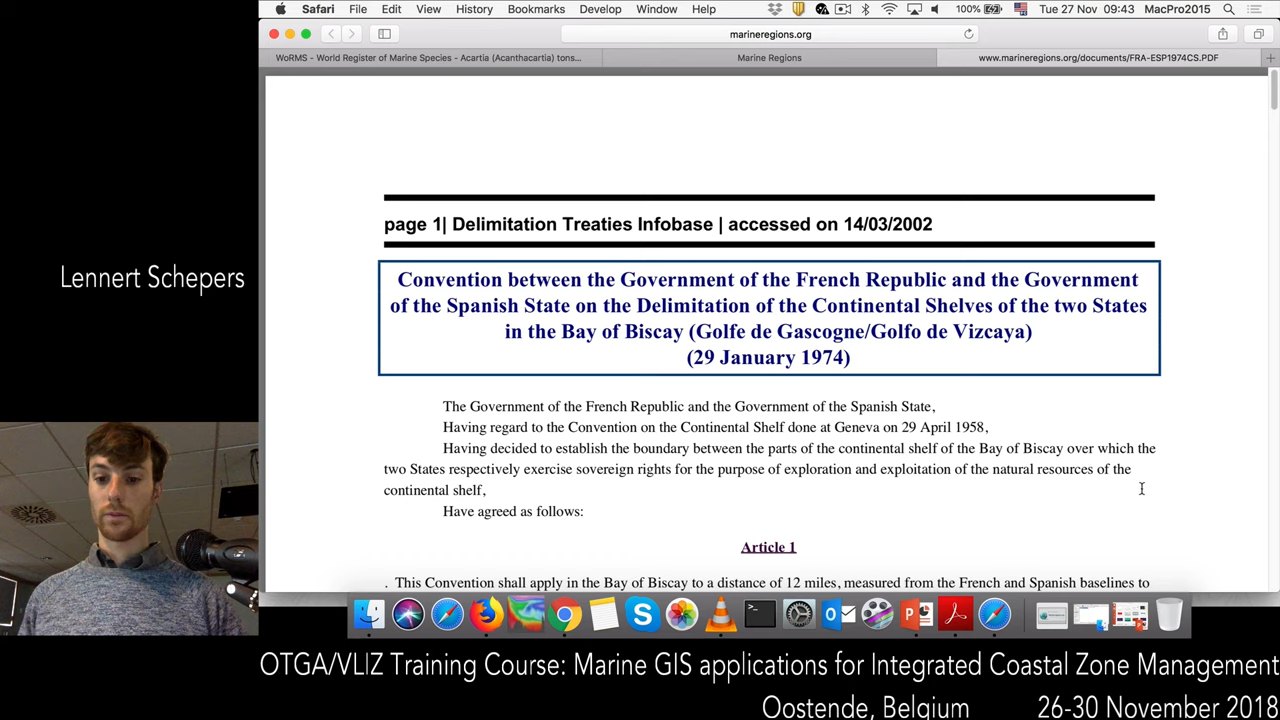 Safari File Edit View History Bookmarks Develop Window Help 100% Tue 27 Nov 09:43 MacPro2015
marineregions.org
WoRMS - World Register of Marine Species - Acartia (Acanthacartia) tons... Marine Regions www.marineregions.org/documents/FRA-ESP1974CS.PDF
page 1| Delimitation Treaties Infobase | accessed on 14/03/2002
Convention between the Government of the French Republic and the Government
of the Spanish State on the Delimitation of the Continental Shelves of the two States
in the Bay of Biscay (Golfe de Gascogne/Golfo de Vizcaya)
(29 January 1974)
The Government of the French Republic and the Government of the Spanish State,
Having regard to the Convention on the Continental Shelf done at Geneva on 29 April 1958,
Having decided to establish the boundary between the parts of the continental shelf of the Bay of Biscay over which the
two States respectively exercise sovereign rights for the purpose of exploration and exploitation of the natural resources of the
continental shelf,
Have agreed as follows:
Article 1
. This Convention shall apply in the Bay of Biscay to a distance of 12 miles, measured from the French and Spanish baselines to
Lennert Schepers
OTGA/VLIZ Training Course: Marine GIS applications for Integrated Coastal Zone Management
Oostende, Belgium 26-30 November 2018